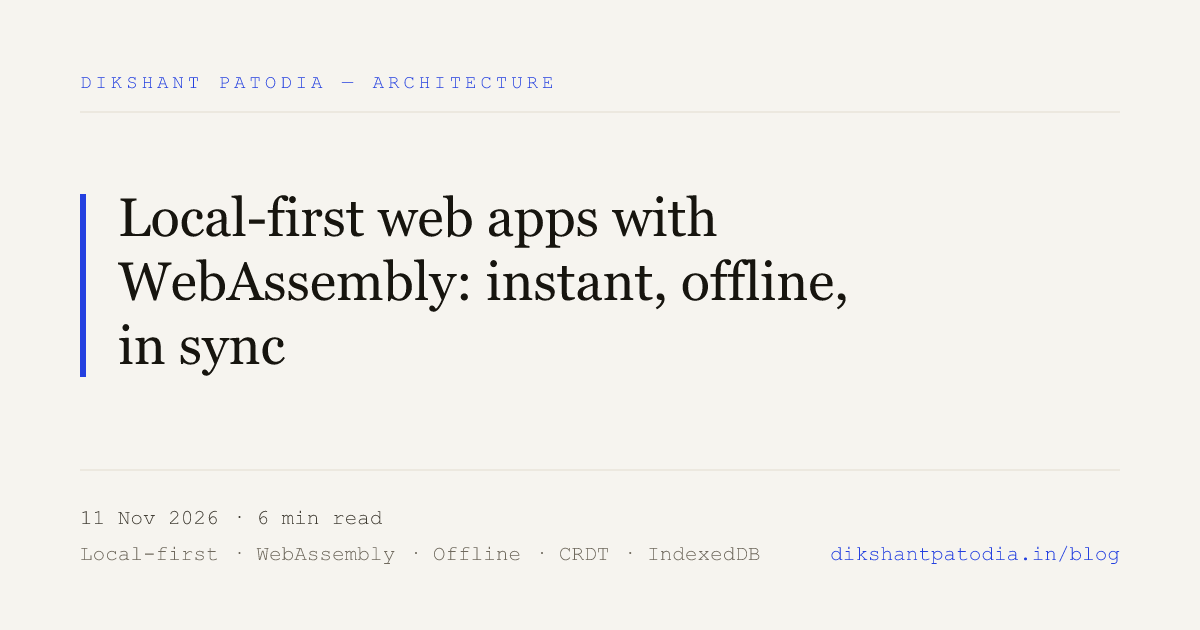 DIKSHANT PATODIA — ARCHITECTURE
Local-first web apps with
WebAssembly: instant, offline,
in sync
11 Nov 2026 · 6 min read
Local-first · WebAssembly · Offline · CRDT · IndexedDB
dikshantpatodia.in/blog